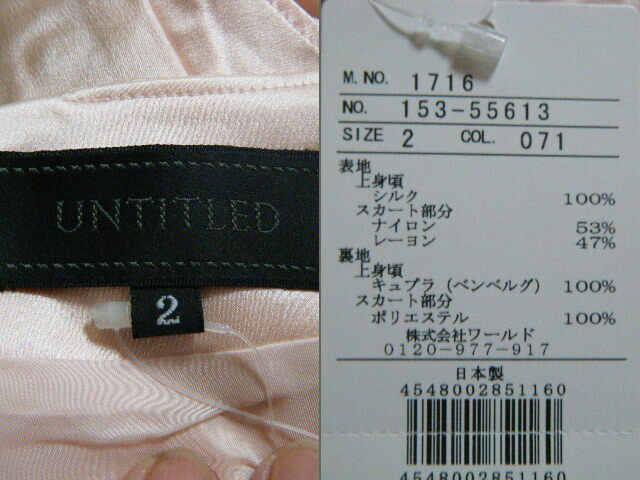 UNTITLED
2
M. NO. 1716
NO. 153-55613
SIZE 2 COL. 071
表地
上身頃
シルク 100%
スカート部分
ナイロン 53%
レーヨン 47%
裏地
上身頃
キュプラ (ベンベルグ) 100%
スカート部分
ポリエステル 100%
株式会社ワールド
0120-977-917
日本製
4548002851160
4548002851160